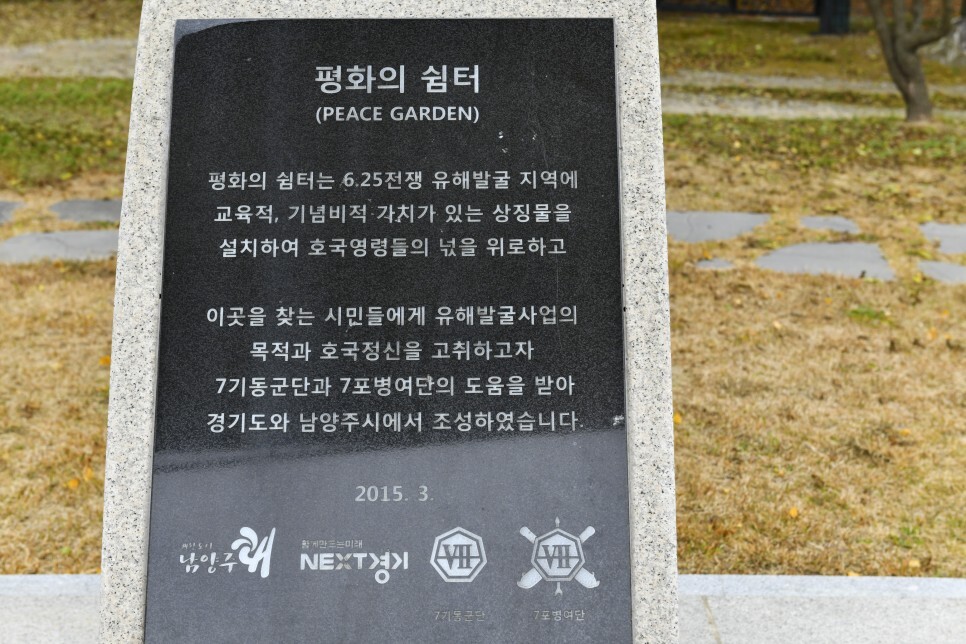 평화의 쉼터
(PEACE GARDEN)
평화의 쉼터는 6.25전쟁 유해발굴 지역에
교육적, 기념비적 가치가 있는 상징물을
설치하여 호국영령들의 넋을 위로하고
이곳을 찾는 시민들에게 유해발굴사업의
목적과 호국정신을 고취하고자
7기동군단과 7포병여단의 도움을 받아
경기도와 남양주시에서 조성하였습니다.
2015. 3.
남양주
함께만드는미래
NEXT경기
VII
VII
7기동군단
7포병여단